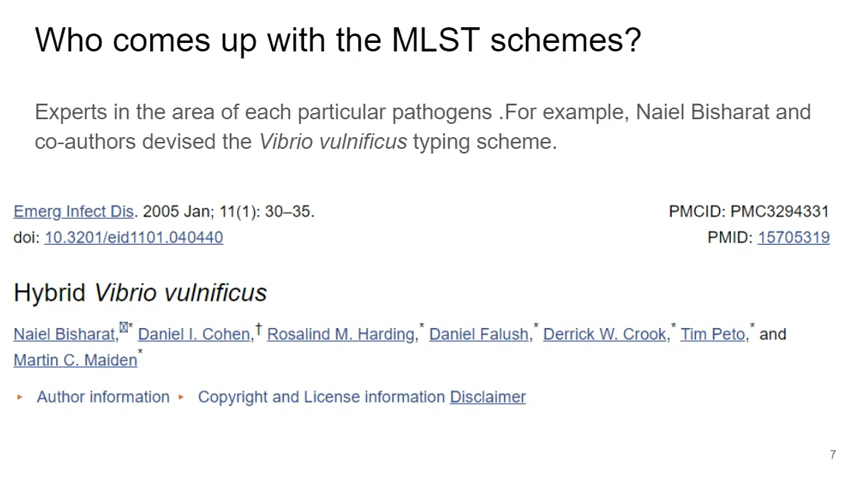 Who comes up with the MLST schemes?
Experts in the area of each particular pathogens .For example, Naiel Bisharat and
co-authors devised the Vibrio vulnificus typing scheme.
Emerg Infect Dis. 2005 Jan; 11(1): 30–35.
PMCID: PMC3294331
doi: 10.3201/eid1101.040440
PMID: 15705319
Hybrid Vibrio vulnificus
Naiel Bisharat,* Daniel I. Cohen,† Rosalind M. Harding,* Daniel Falush,* Derrick W. Crook,* Tim Peto,* and
Martin C. Maiden*
Author information Copyright and License information Disclaimer
7